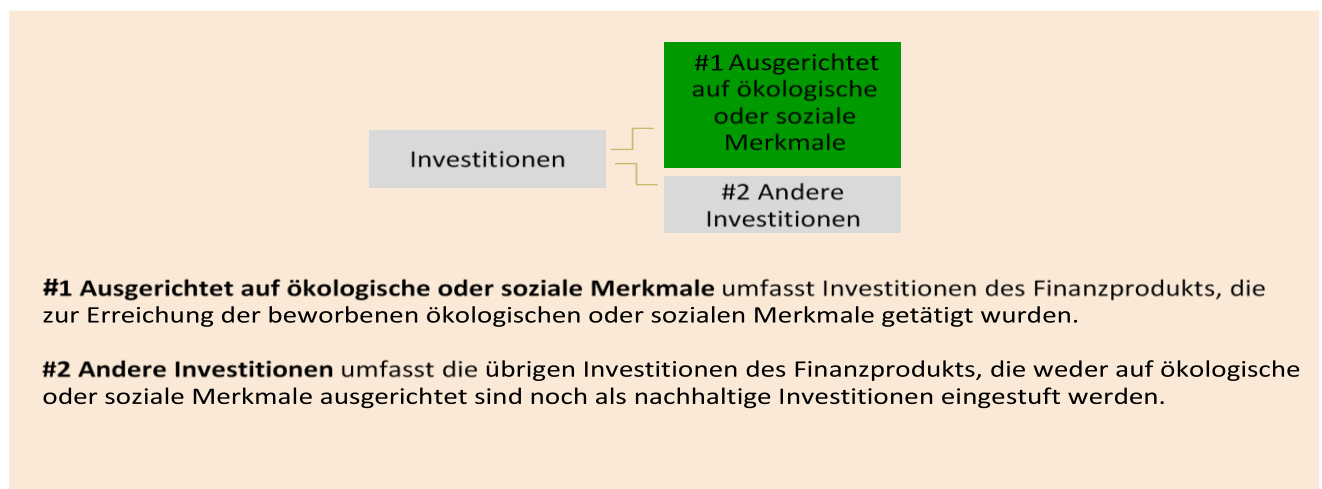 #1 Ausgerichtet
auf ökologische
oder soziale
Merkmale
Investitionen
#2 Andere
Investitionen
#1 Ausgerichtet auf ökologische oder soziale Merkmale umfasst Investitionen des Finanzprodukts, die
zur Erreichung der beworbenen ökologischen oder sozialen Merkmale getätigt wurden.
#2 Andere Investitionen umfasst die übrigen Investitionen des Finanzprodukts, die weder auf ökologische
oder soziale Merkmale ausgerichtet sind noch als nachhaltige Investitionen eingestuft werden.